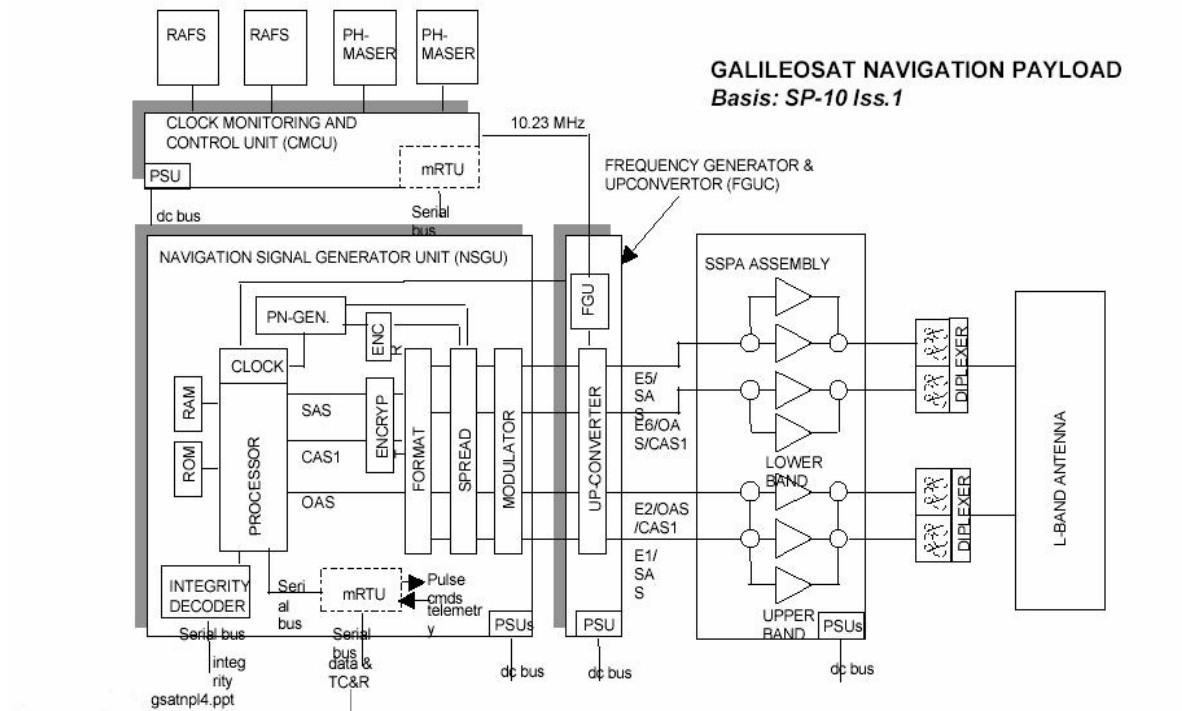 RAFS
RAFS
PH-
MASER
PH-
MASER
GALILEOSAT NAVIGATION PAYLOAD
Basis: SP-10 Iss.1
CLOCK MONITORING AND
CONTROL UNIT (CMCU)
10.23 MHz
mRTU
PSU
FREQUENCY GENERATOR &
UPCONVERTOR (FGUC)
dc bus
Serial
bus
NAVIGATION SIGNAL GENERATOR UNIT (NSGU)
SSPA ASSEMBLY
FGU
PN-GEN.
ENC
R
CLOCK
RAM
ROM
PROCESSOR
SAS
CAS1
OAS
ENCRYP
FORMAT
SPREAD
MODULATOR
UP-CONVERTER
E5/
SA
S
E6/OA
S/CAS1
E2/OAS
/CAS1
E1/
SA
S
LOWER
BAND
UPPER
BAND
DIPLEXER
DIPLEXER
L-BAND ANTENNA
INTEGRITY
DECODER
Seri
al
bus
mRTU
Pulse
cmds
telemetr
y
PSUs
PSU
PSUs
Serial bus
Serial
bus
data &
TC&R
dc bus
dc bus
dc bus
integ
rity
gsatnpl4.ppt